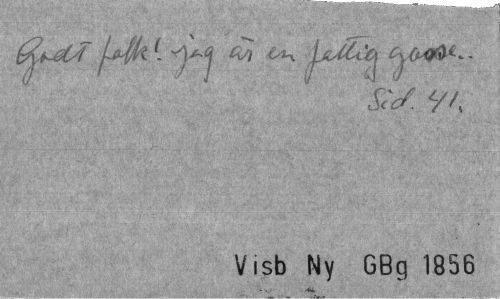 Godt folk! jag är en fattig gosse..
Sid. 41.
Visb Ny GBg 1856